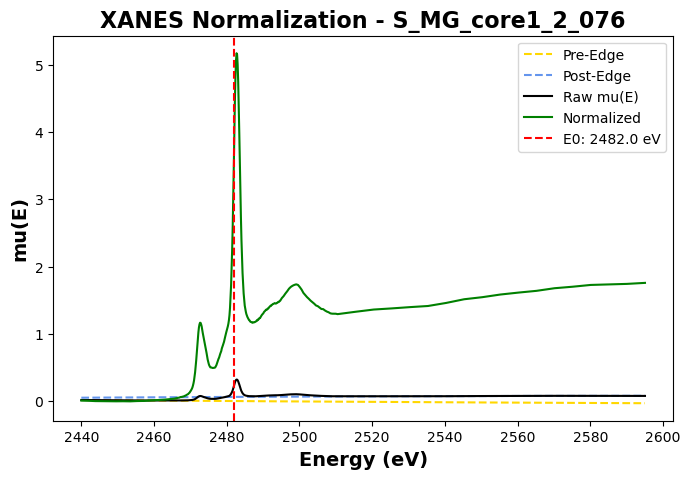 XANES Normalization - S_MG_core1_2_076
Pre-Edge
Post-Edge
Raw mu(E)
Normalized
E0: 2482.0 eV
mu(E)
5
4
3
2
1
0
2440 2460 2480 2500 2520 2540 2560 2580 2600
Energy (eV)